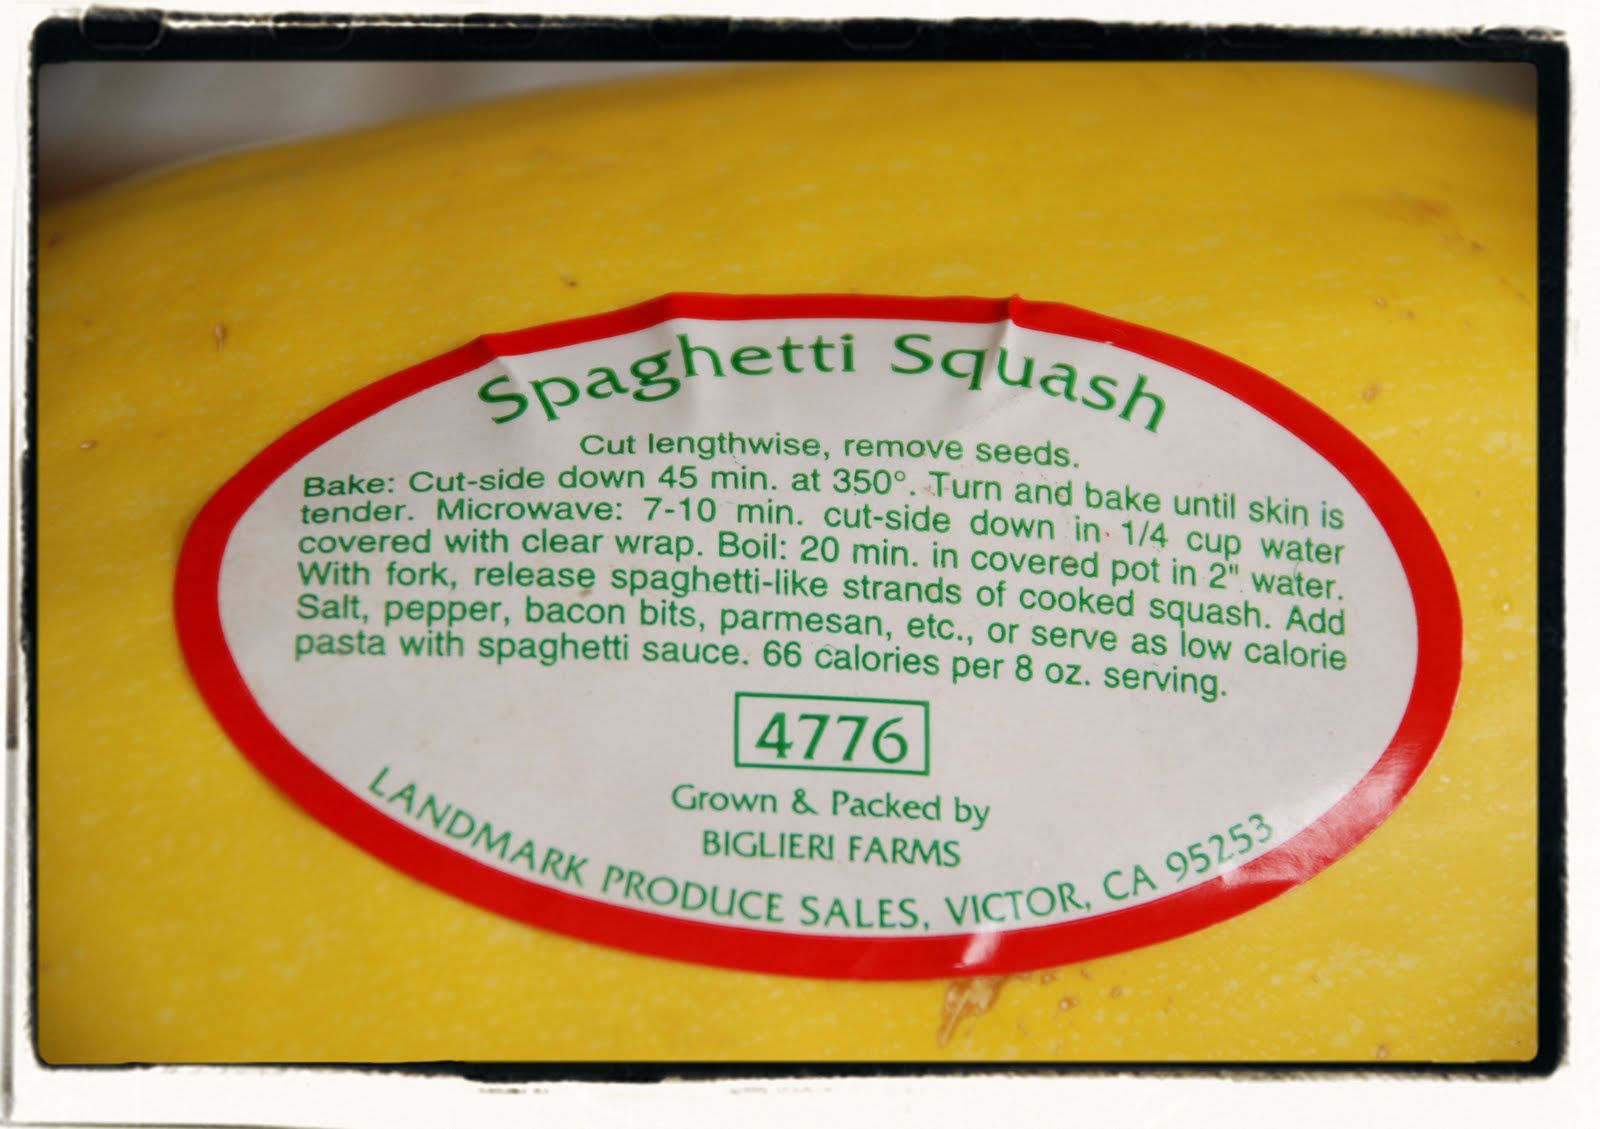 Spaghetti Squash
Cut lengthwise, remove seeds.
Bake: Cut-side down 45 min. at 350°. Turn and bake until skin is
tender. Microwave: 7-10 min. cut-side down in 1/4 cup water
covered with clear wrap. Boil: 20 min. in covered pot in 2" water.
With fork, release spaghetti-like strands of cooked squash. Add
Salt, pepper, bacon bits, parmesan, etc., or serve as low calorie
pasta with spaghetti sauce. 66 calories per 8 oz. serving.
4776
Grown & Packed by
BIGLIERI FARMS
LANDMARK PRODUCE SALES, VICTOR, CA 95253